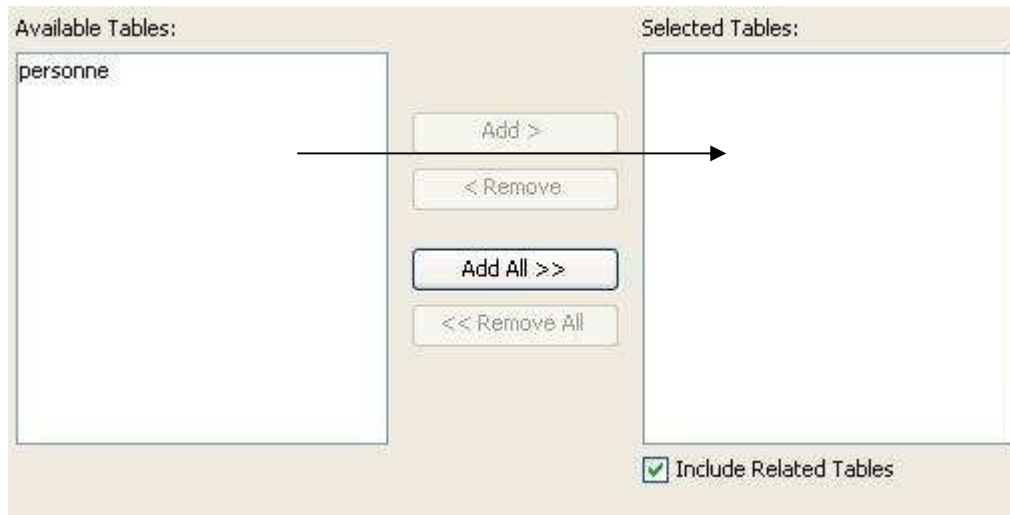 Available Tables:
Selected Tables:
personne
Add >
< Remove
Add All >>
<< Remove All
Include Related Tables